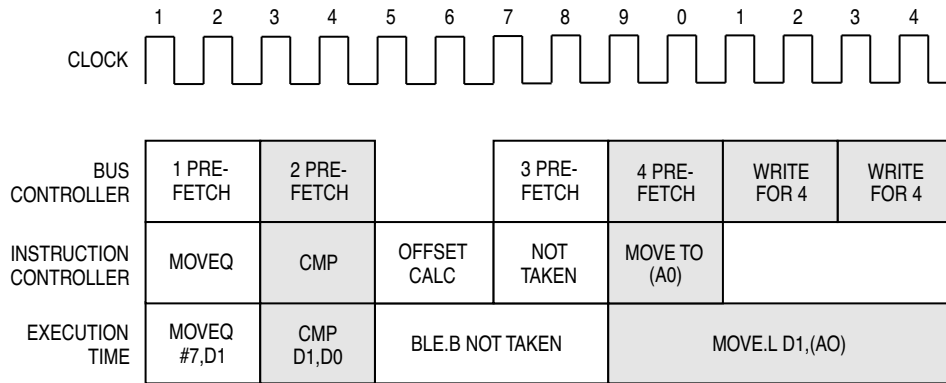 1 2 3 4 5 6 7 8 9 0 1 2 3 4
CLOCK
BUS
CONTROLLER
1 PRE-
FETCH
2 PRE-
FETCH
3 PRE-
FETCH
4 PRE-
FETCH
WRITE
FOR 4
WRITE
FOR 4
INSTRUCTION
CONTROLLER
MOVEQ
CMP
OFFSET
CALC
NOT
TAKEN
MOVE TO
(A0)
EXECUTION
TIME
MOVEQ
#7,D1
CMP
D1,D0
BLE.B NOT TAKEN
MOVE.L D1,(AO)